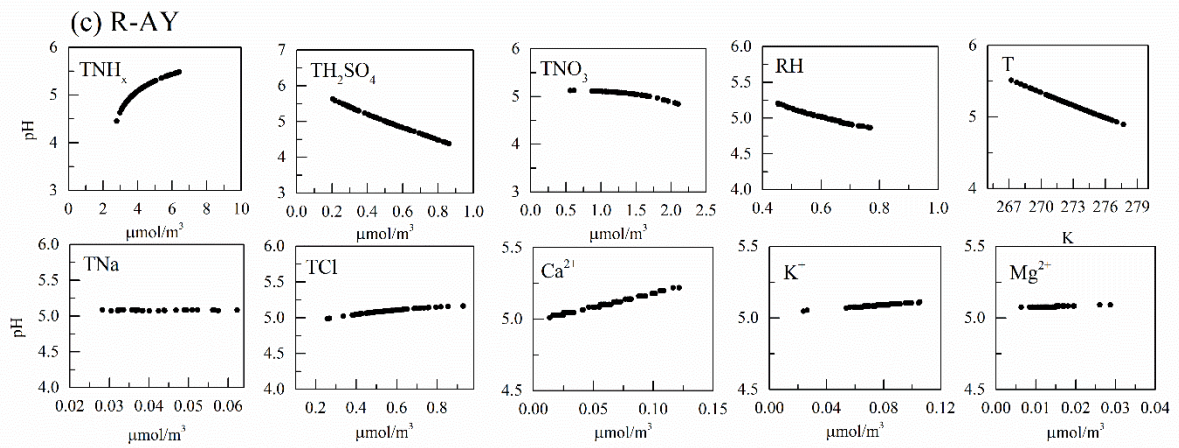 (c) R-AY
TNHₓ
pH
6
5
4
3
0 2 4 6 8 10
μmol/m³
TH₂SO₄
7
6
5
4
3
0.0 0.2 0.4 0.6 0.8 1.0
μmol/m³
TNO₃
6
5
4
3
0.0 0.5 1.0 1.5 2.0 2.5
μmol/m³
RH
6.0
5.5
5.0
4.5
4.0
0.4 0.6 0.8 1.0
T
6
5
4
267 270 273 276 279
K
TNa
pH
6.0
5.5
5.0
4.5
4.0
0.02 0.03 0.04 0.05 0.06
μmol/m³
TCl
6.0
5.5
5.0
4.5
4.0
0.2 0.4 0.6 0.8
μmol/m³
Ca²⁺
5.5
5.0
4.5
0.00 0.05 0.10 0.15
μmol/m³
K⁺
5.5
5.0
4.5
0.00 0.04 0.08 0.12
μmol/m³
Mg²⁺
5.5
5.0
4.5
0.00 0.01 0.02 0.03 0.04
μmol/m³